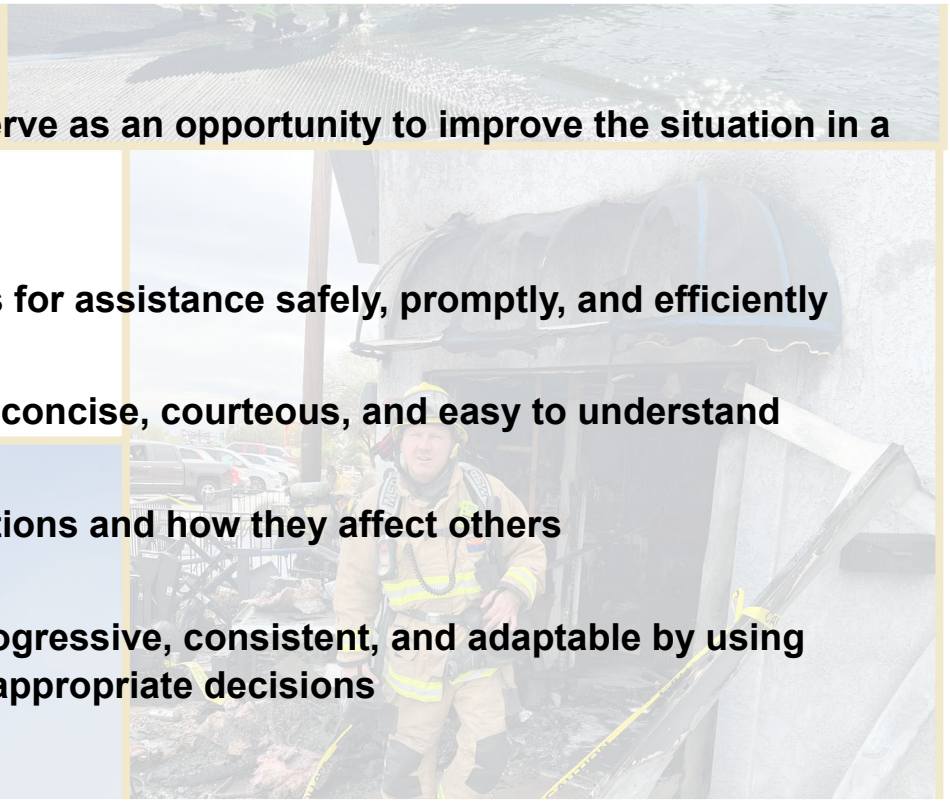 erve as an opportunity to improve the situation in a
s for assistance safely, promptly, and efficiently
concise, courteous, and easy to understand
tions and how they affect others
ogressive, consistent, and adaptable by using
appropriate decisions
CAUTION